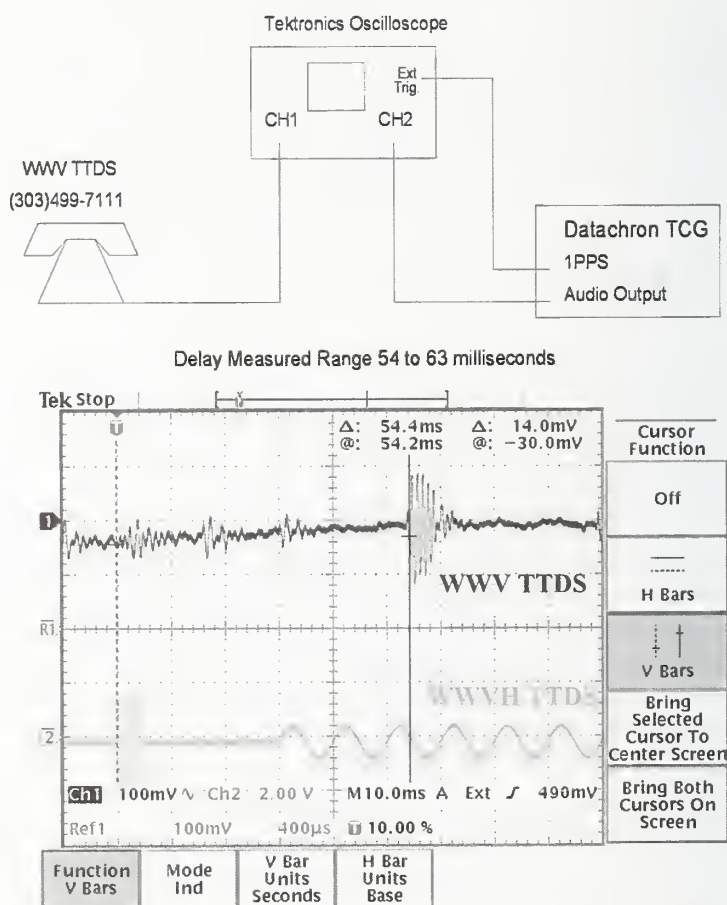 Tektronics Oscilloscope
Ext
Trig.
CH1 CH2
WWV TTDS
(303)499-7111
Datachron TCG
1PPS
Audio Output
Delay Measured Range 54 to 63 milliseconds
Tek Stop
T
Δ: 54.4ms Δ: 14.0mV
@: 54.2ms @: -30.0mV
1
WWV TTDS
R1
WWVH TTDS
2
Ch1 100mV∿ Ch2 2.00 V M10.0ms A Ext ƒ 490mV
Ref1 100mV 400µs T 10.00 %
Cursor
Function
Off
H Bars
V Bars
Bring
Selected
Cursor To
Center Screen
Bring Both
Cursors On
Screen
Function
V Bars
Mode
Ind
V Bar
Units
Seconds
H Bar
Units
Base